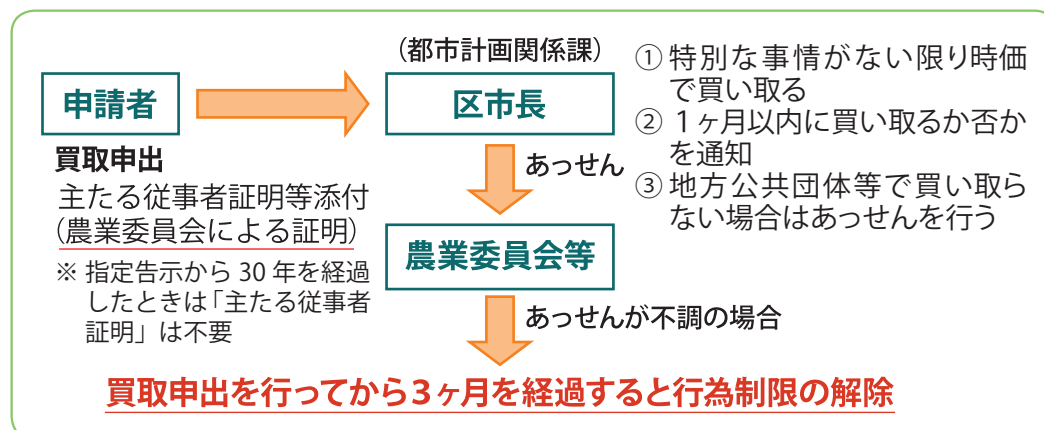 申請者
買取申出
主たる従事者証明等添付
(農業委員会による証明)
※ 指定告示から 30 年を経過
したときは「主たる従事者
証明」は不要
(都市計画関係課)
区市長
あっせん
農業委員会等
あっせんが不調の場合
① 特別な事情がない限り時価
で買い取る
② 1ヶ月以内に買い取るか否か
を通知
③ 地方公共団体等で買い取ら
ない場合はあっせんを行う
買取申出を行ってから3ヶ月を経過すると行為制限の解除